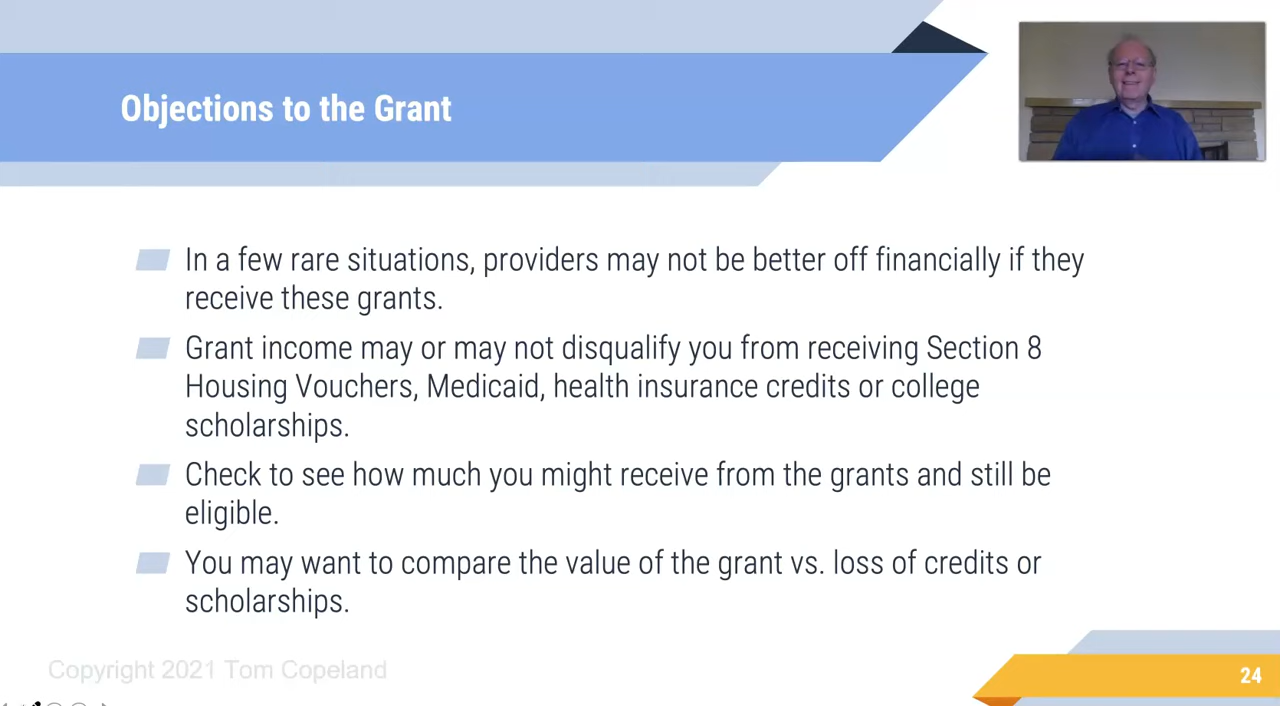 Objections to the Grant
In a few rare situations, providers may not be better off financially if they
receive these grants.
Grant income may or may not disqualify you from receiving Section 8
Housing Vouchers, Medicaid, health insurance credits or college
scholarships.
Check to see how much you might receive from the grants and still be
eligible.
You may want to compare the value of the grant vs. loss of credits or
scholarships.
Copyright 2021 Tom Copeland
24